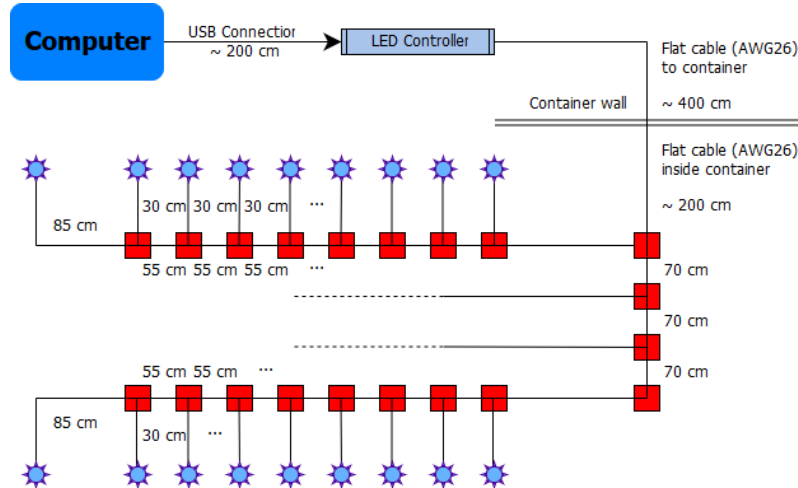 Computer
USB Connection
~ 200 cm
LED Controller
Flat cable (AWG26)
to container
~ 400 cm
Container wall
Flat cable (AWG26)
inside container
~ 200 cm
30 cm 30 cm 30 cm ...
85 cm
55 cm 55 cm 55 cm ...
70 cm
70 cm
70 cm
55 cm 55 cm ...
85 cm
30 cm ...